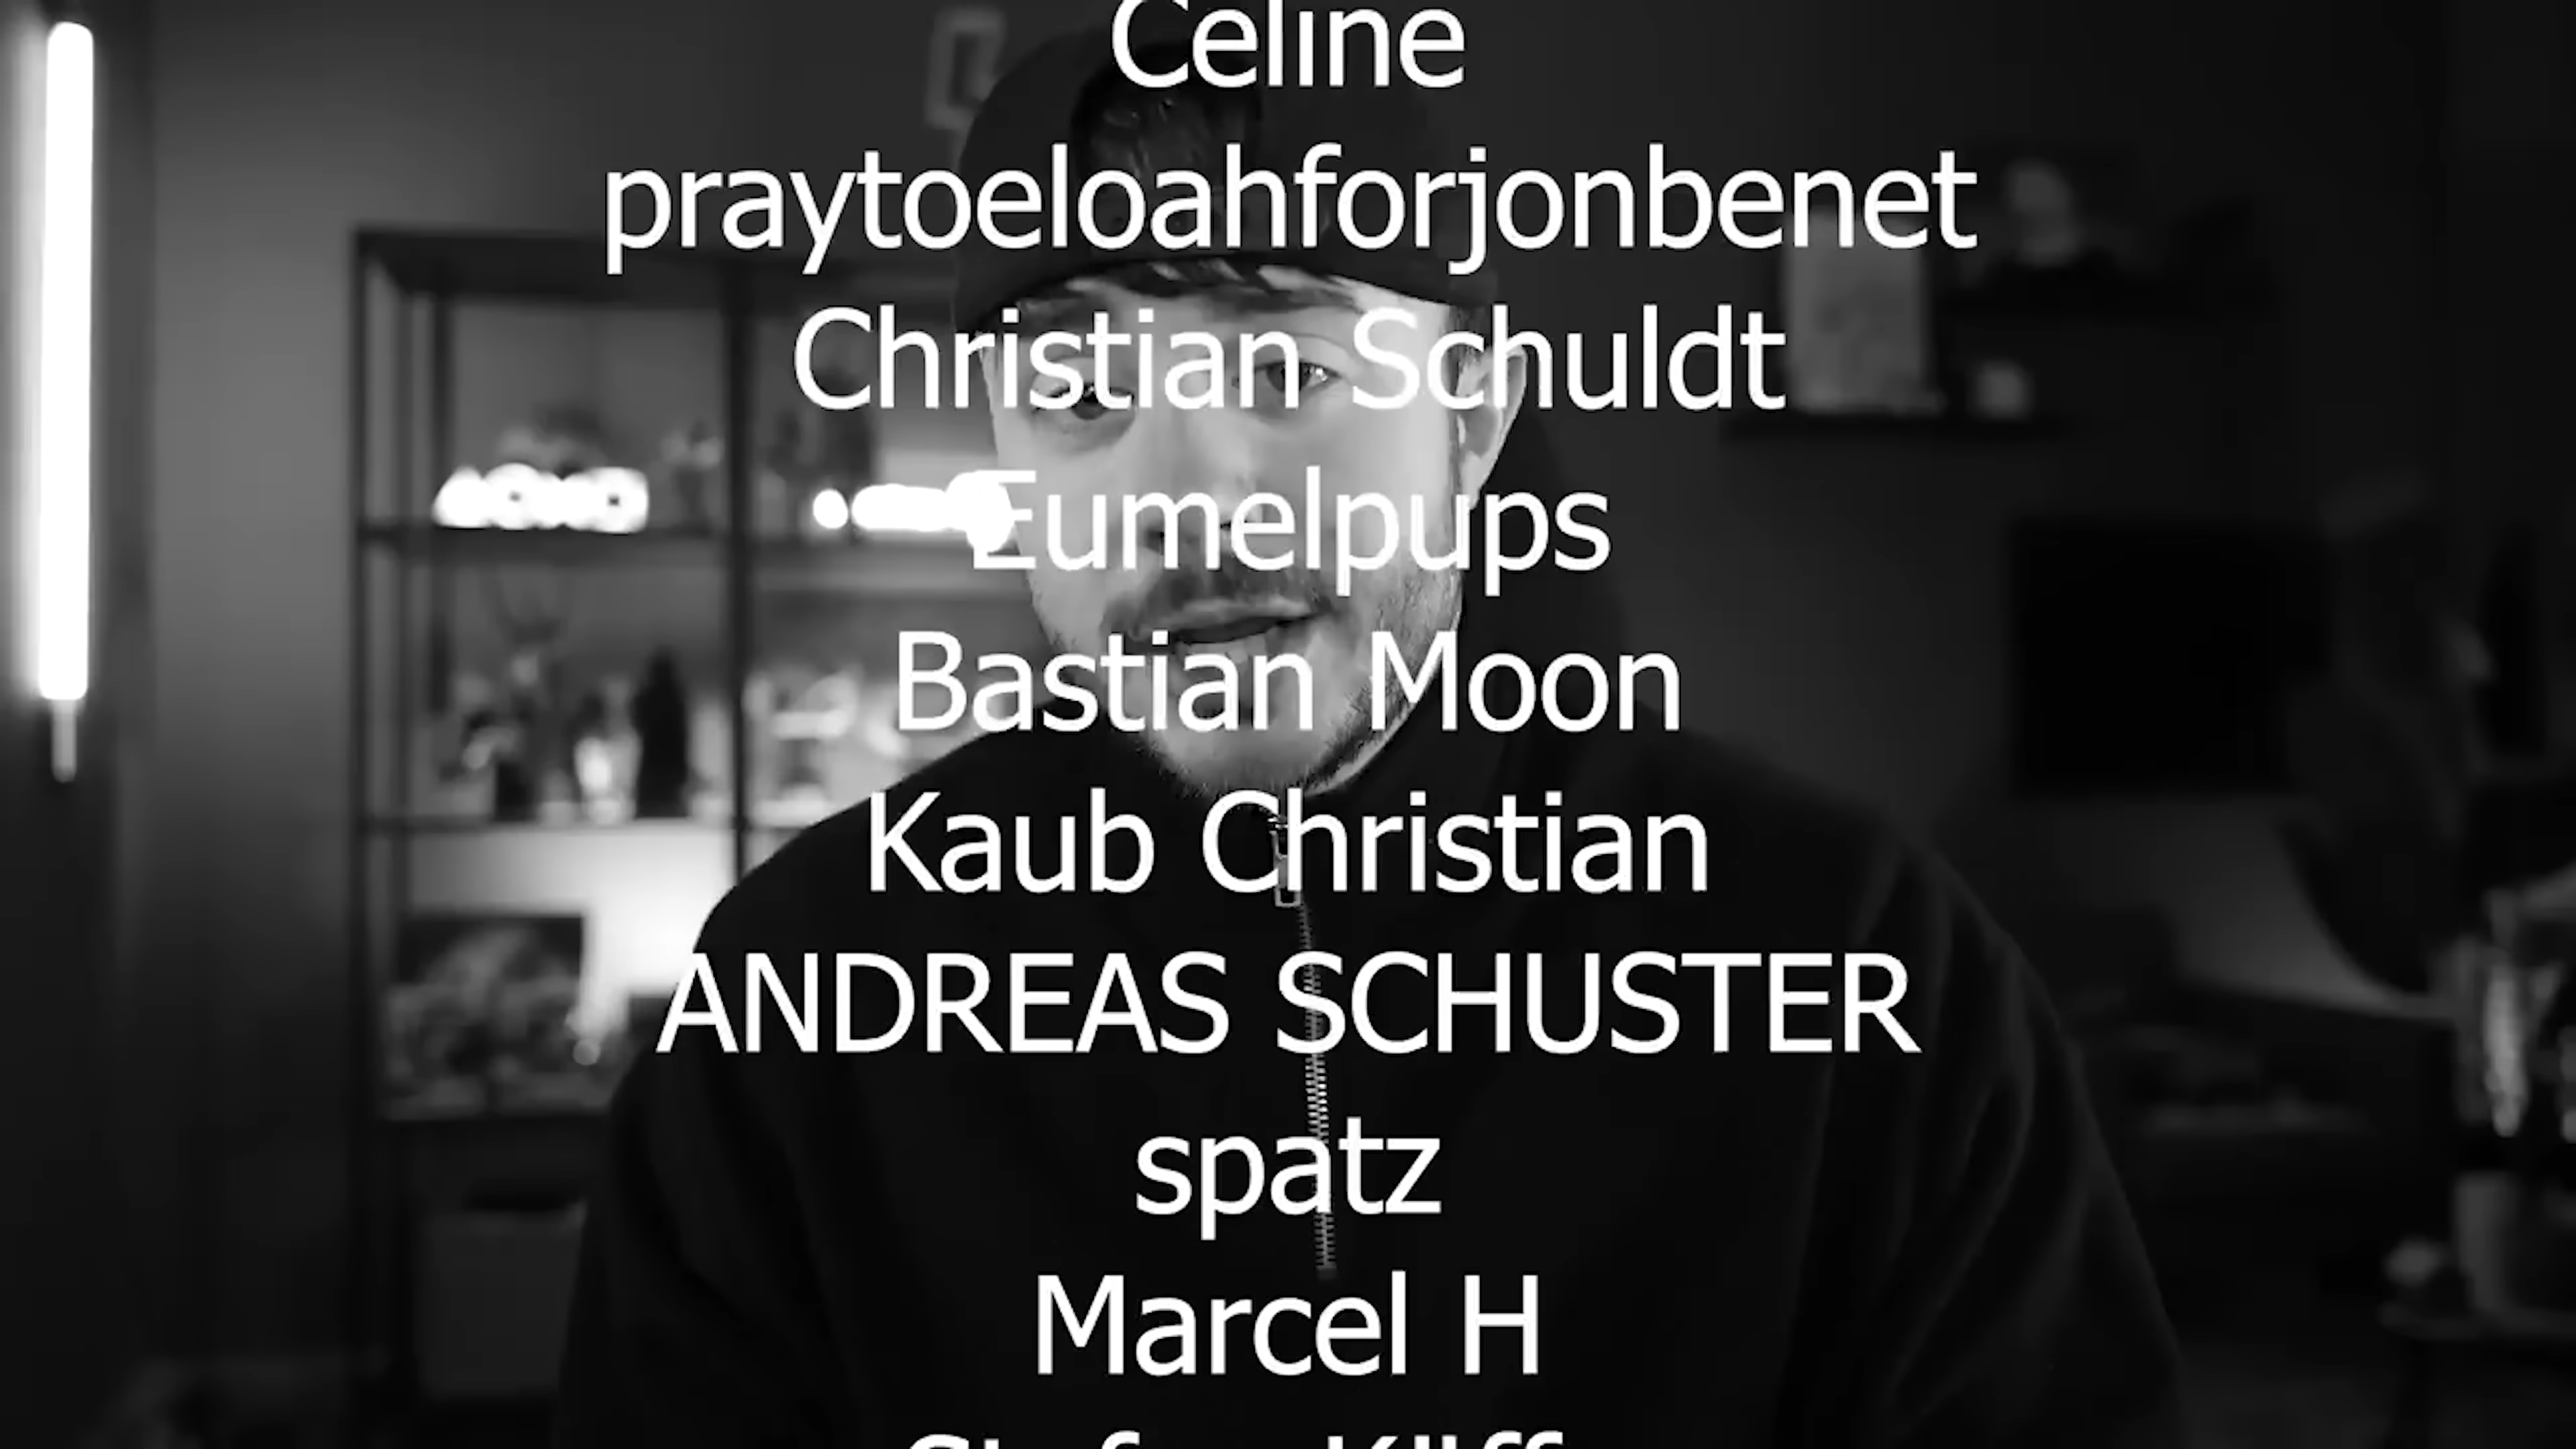 Celine
praytoeloahforjonbenet
Christian Schuldt
Eumelpups
Bastian Moon
Kaub Christian
ANDREAS SCHUSTER
spatz
Marcel H